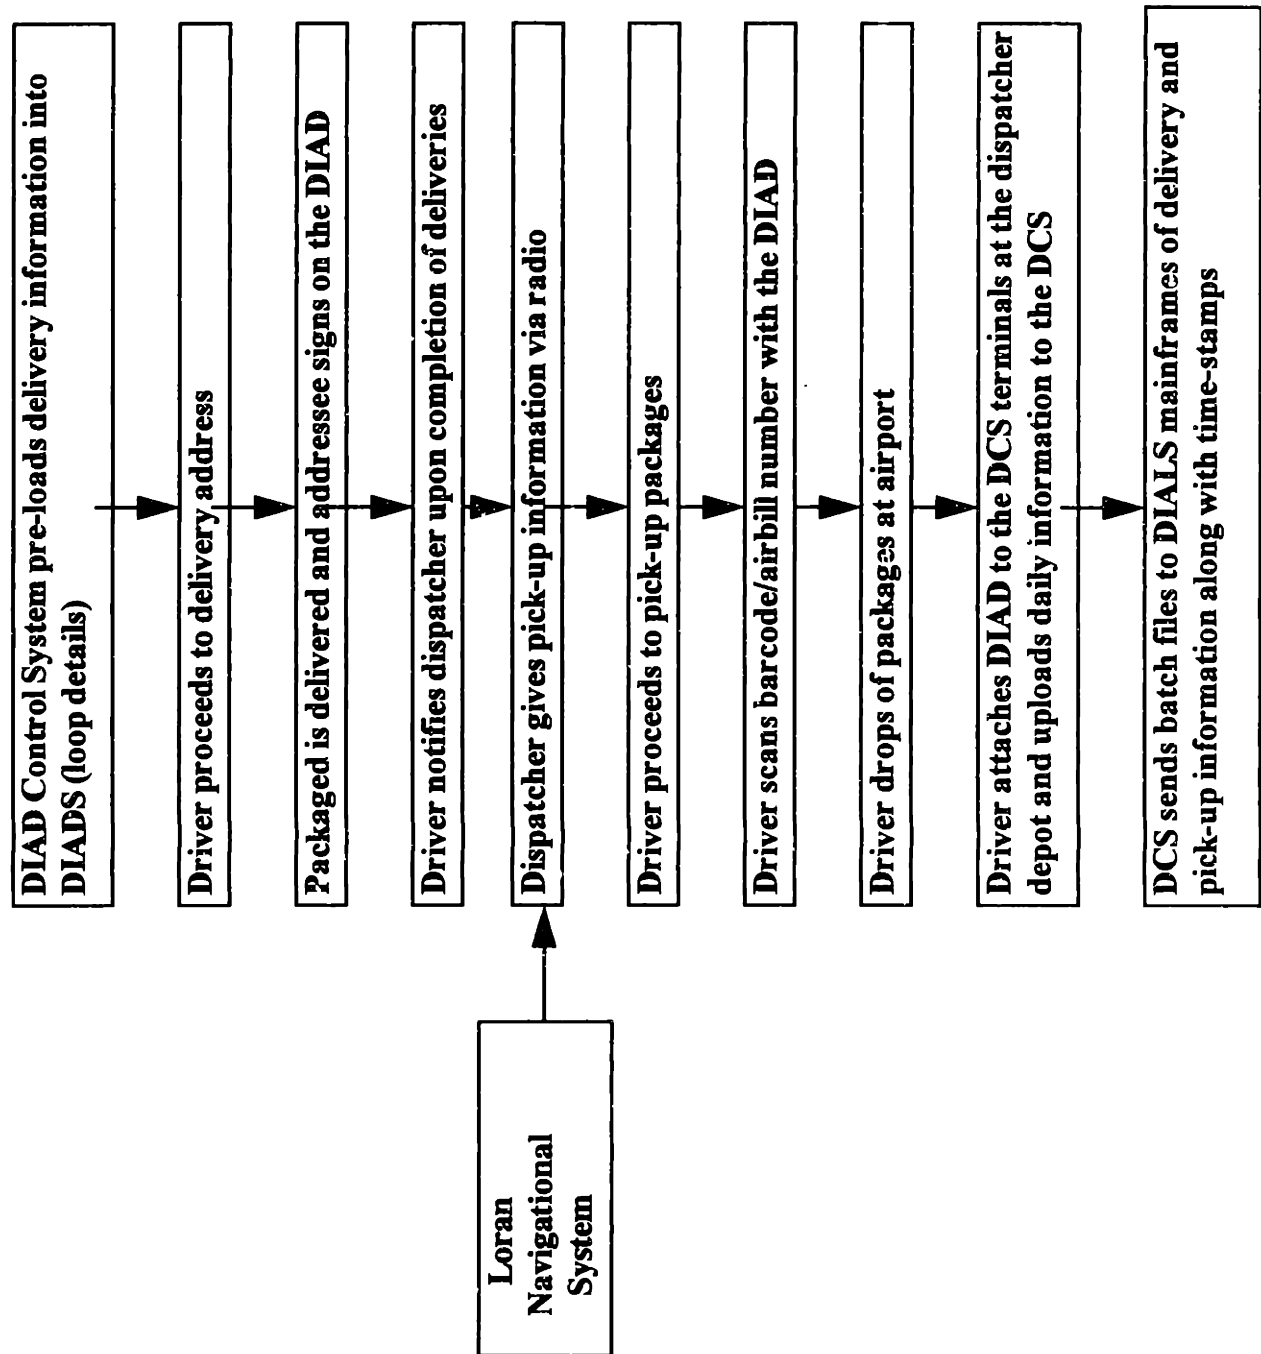 DIAD Control System pre-loads delivery information into
DIADS (loop details)
Driver proceeds to delivery address
Packaged is delivered and addressee signs on the DIAD
Driver notifies dispatcher upon completion of deliveries
Loran
Navigational
System
Dispatcher gives pick-up information via radio
Driver proceeds to pick-up packages
Driver scans barcode/airbill number with the DIAD
Driver drops of packages at airport
Driver attaches DIAD to the DCS terminals at the dispatcher
depot and uploads daily information to the DCS
DCS sends batch files to DIALS mainframes of delivery and
pick-up information along with time-stamps